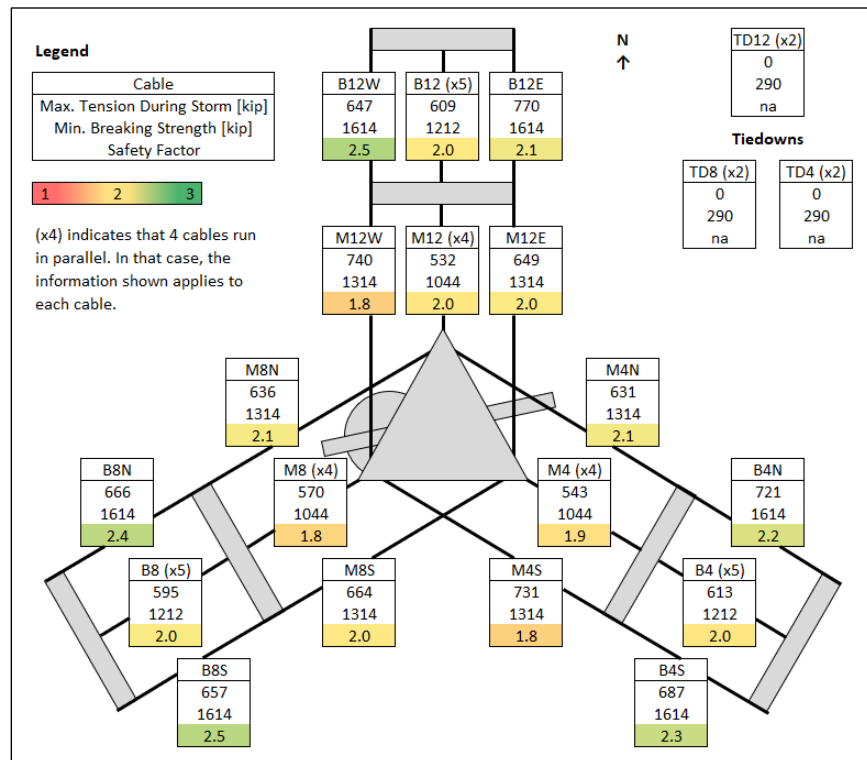 Legend
Cable
Max. Tension During Storm [kip]
Min. Breaking Strength [kip]
Safety Factor
1 2 3
(x4) indicates that 4 cables run
in parallel. In that case, the
information shown applies to
each cable.
N
↑
TD12 (x2)
0
290
na
Tiedowns
TD8 (x2)
0
290
na
TD4 (x2)
0
290
na
B12W
647
1614
2.5
B12 (x5)
609
1212
2.0
B12E
770
1614
2.1
M12W
740
1314
1.8
M12 (x4)
532
1044
2.0
M12E
649
1314
2.0
M8N
636
1314
2.1
M4N
631
1314
2.1
B8N
666
1614
2.4
M8 (x4)
570
1044
1.8
M4 (x4)
543
1044
1.9
B4N
721
1614
2.2
B8 (x5)
595
1212
2.0
M8S
664
1314
2.0
M4S
731
1314
1.8
B4 (x5)
613
1212
2.0
B8S
657
1614
2.5
B4S
687
1614
2.3